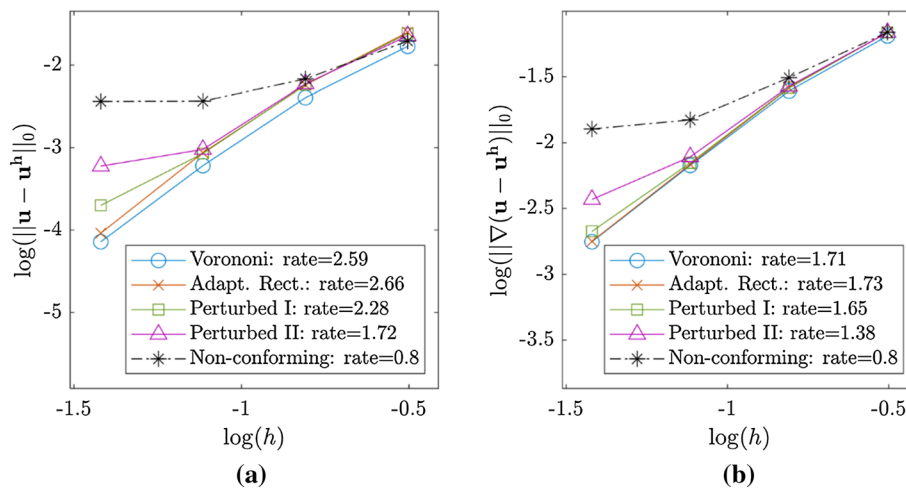 -2
-3
-4
-5
log(||u − u^h||_0)
Vorononi: rate=2.59
Adapt. Rect.: rate=2.66
Perturbed I: rate=2.28
Perturbed II: rate=1.72
Non-conforming: rate=0.8
-1.5
-1
-0.5
log(h)
(a)
-1.5
-2
-2.5
-3
-3.5
log(||∇(u − u^h)||_0)
Vorononi: rate=1.71
Adapt. Rect.: rate=1.73
Perturbed I: rate=1.65
Perturbed II: rate=1.38
Non-conforming: rate=0.8
-1.5
-1
-0.5
log(h)
(b)